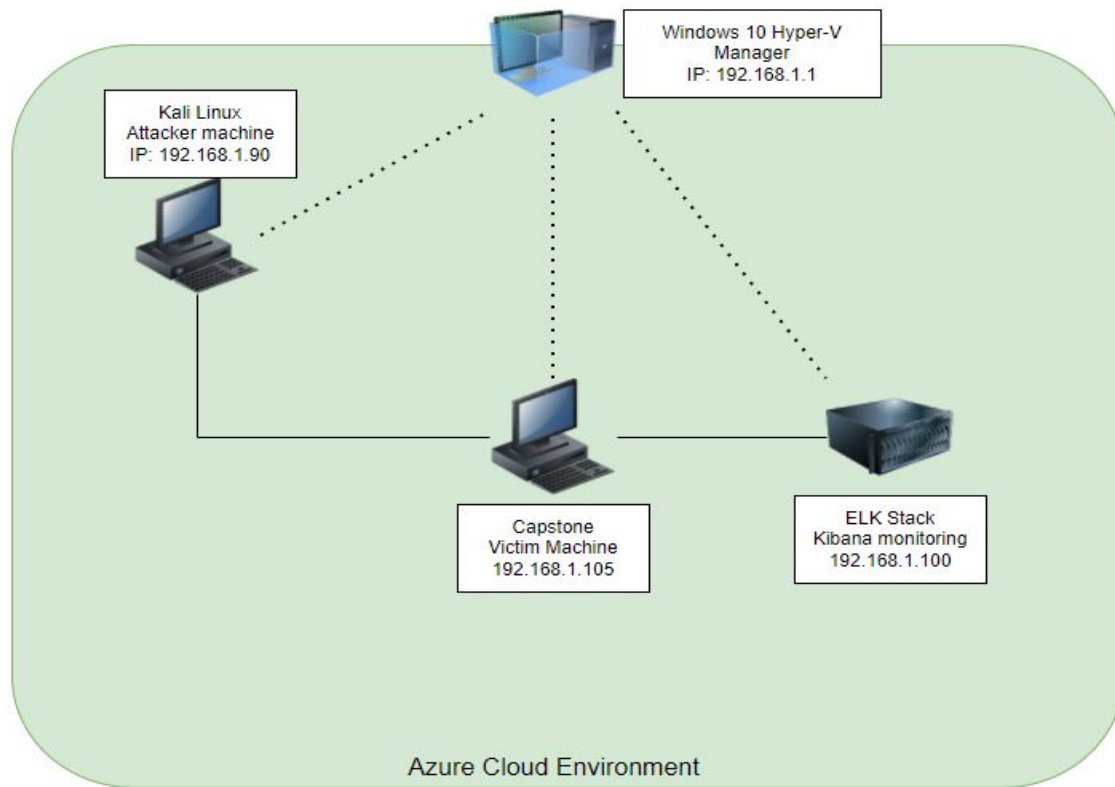 Windows 10 Hyper-V
Manager
IP: 192.168.1.1
Kali Linux
Attacker machine
IP: 192.168.1.90
Capstone
Victim Machine
192.168.1.105
ELK Stack
Kibana monitoring
192.168.1.100
Azure Cloud Environment